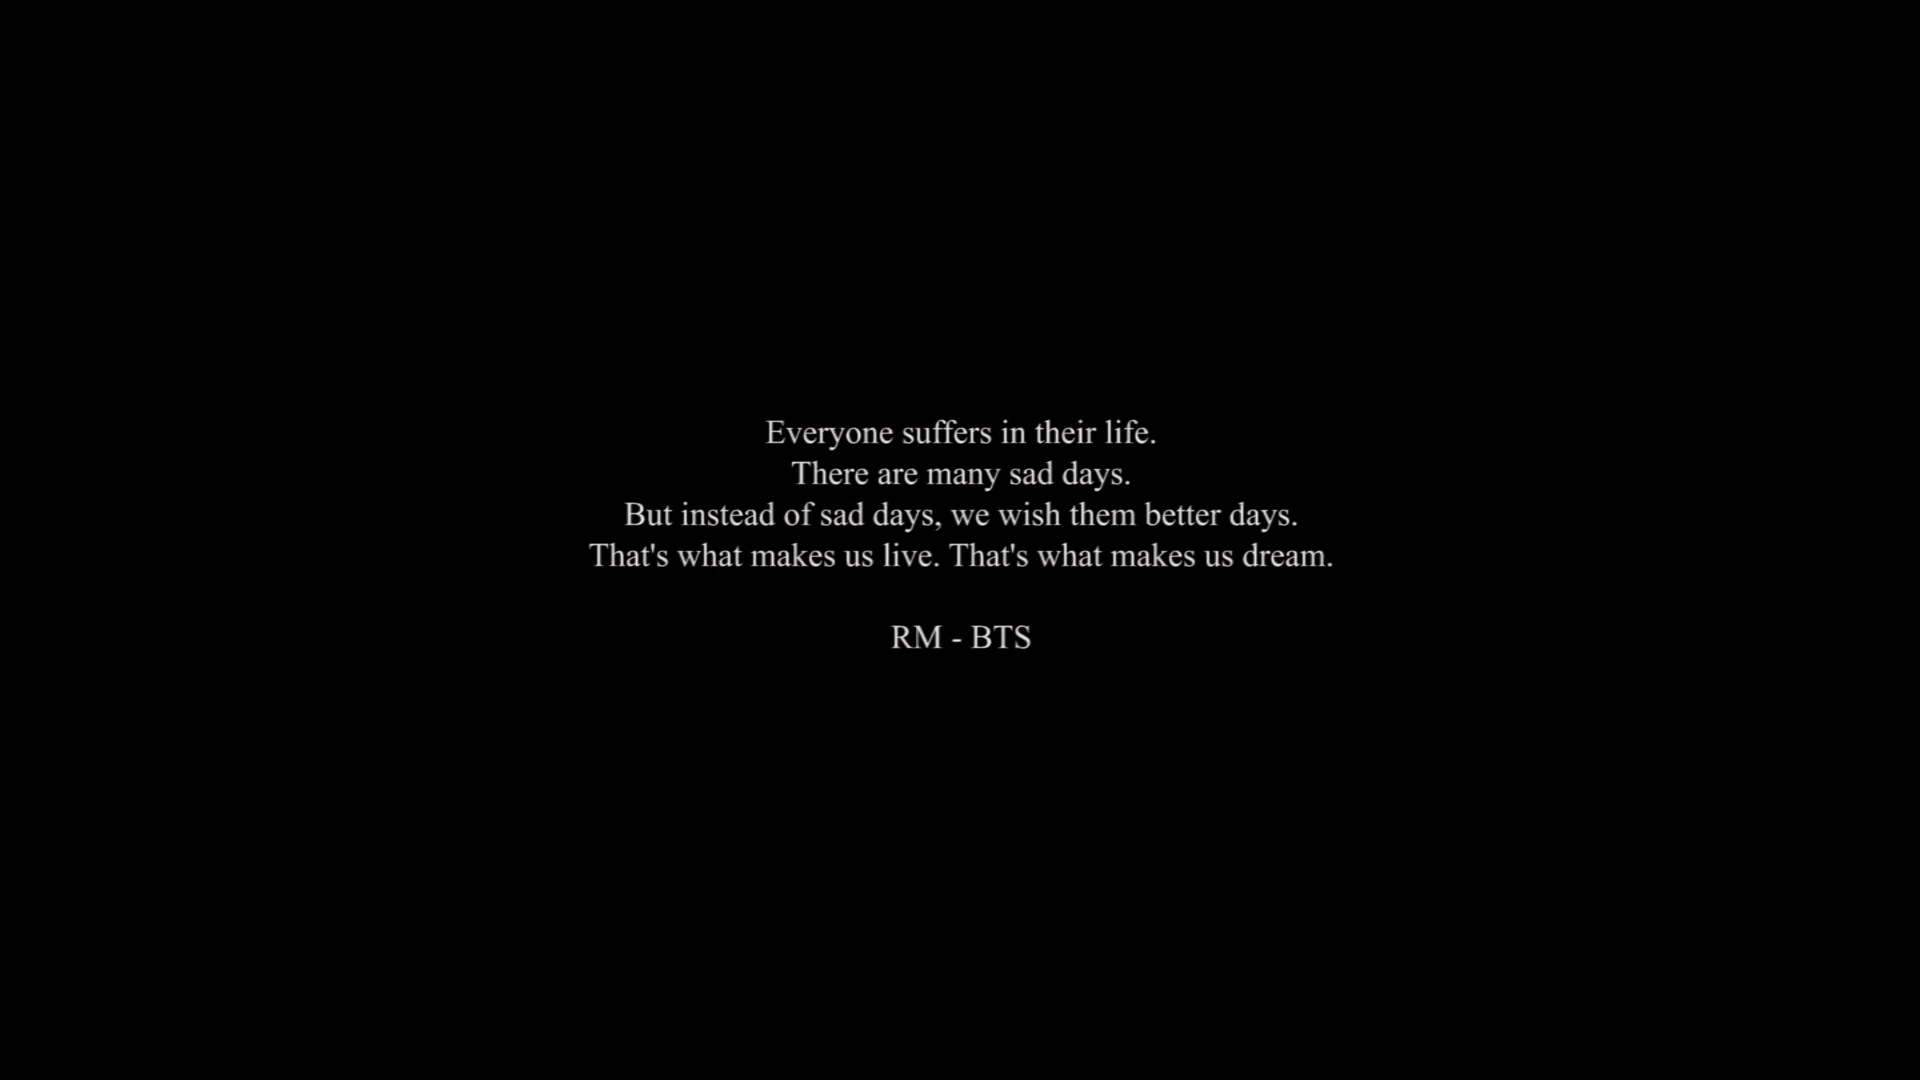 Everyone suffers in their life.
There are many sad days.
But instead of sad days, we wish them better days.
That's what makes us live. That's what makes us dream.
RM - BTS